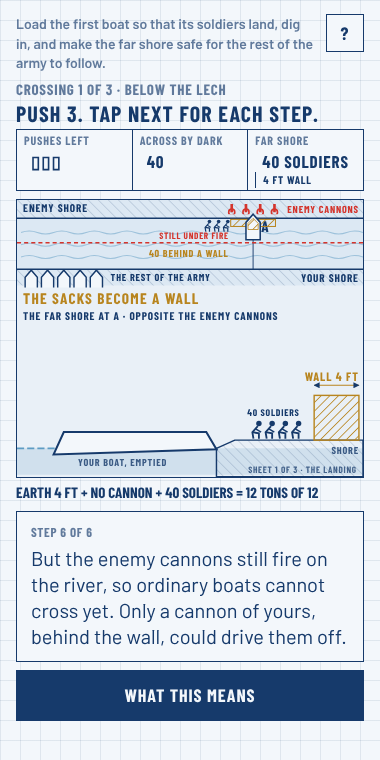 Load the first boat so that its soldiers land, dig
in, and make the far shore safe for the rest of the
army to follow.
?
CROSSING 1 OF 3 · BELOW THE LECH
PUSH 3. TAP NEXT FOR EACH STEP.
PUSHES LEFT
ACROSS BY DARK
40
FAR SHORE
40 SOLDIERS
4 FT WALL
ENEMY SHORE
ENEMY CANNONS
A
STILL UNDER FIRE
40 BEHIND A WALL
THE REST OF THE ARMY
YOUR SHORE
THE SACKS BECOME A WALL
THE FAR SHORE AT A · OPPOSITE THE ENEMY CANNONS
WALL 4 FT
40 SOLDIERS
YOUR BOAT, EMPTIED
SHORE
SHEET 1 OF 3 · THE LANDING
EARTH 4 FT + NO CANNON + 40 SOLDIERS = 12 TONS OF 12
STEP 6 OF 6
But the enemy cannons still fire on
the river, so ordinary boats cannot
cross yet. Only a cannon of yours,
behind the wall, could drive them off.
WHAT THIS MEANS